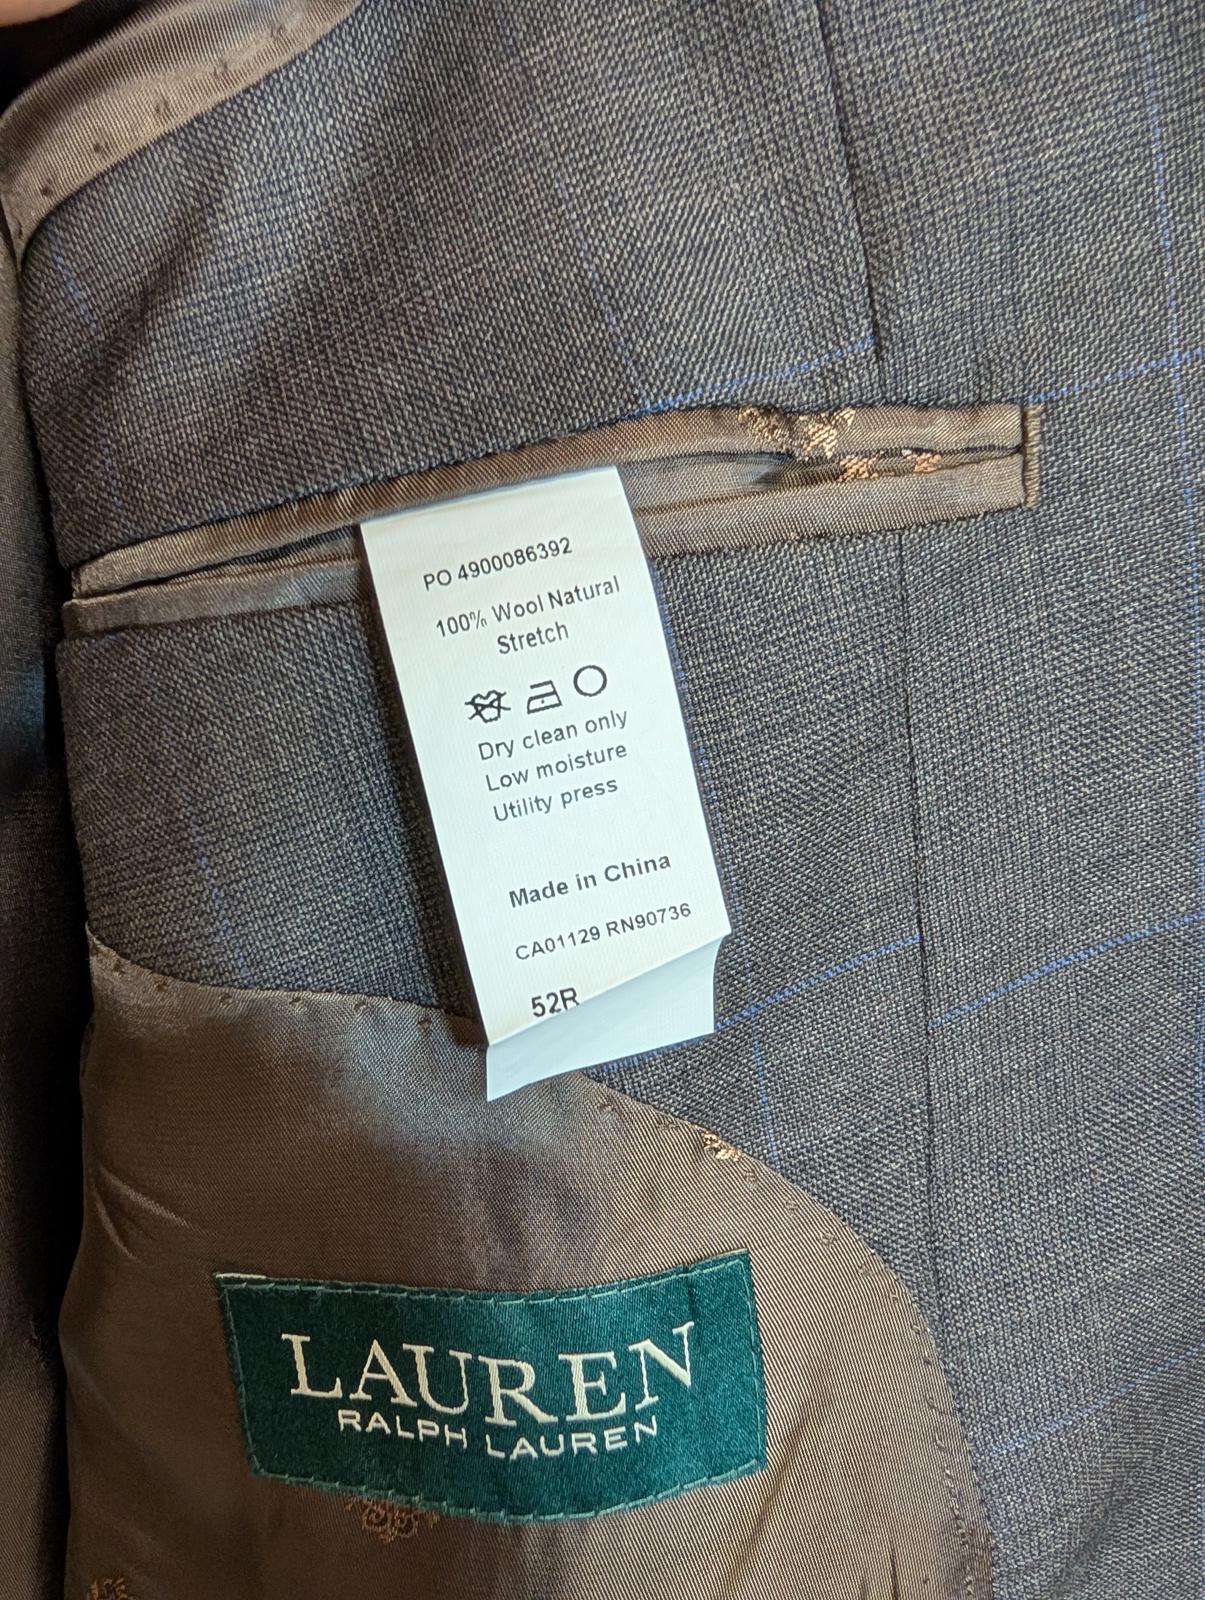 PO 4900086392
100% Wool Natural
Stretch
Dry clean only
Low moisture
Utility press
Made in China
CA01129 RN90736
52R
LAUREN
RALPH LAUREN